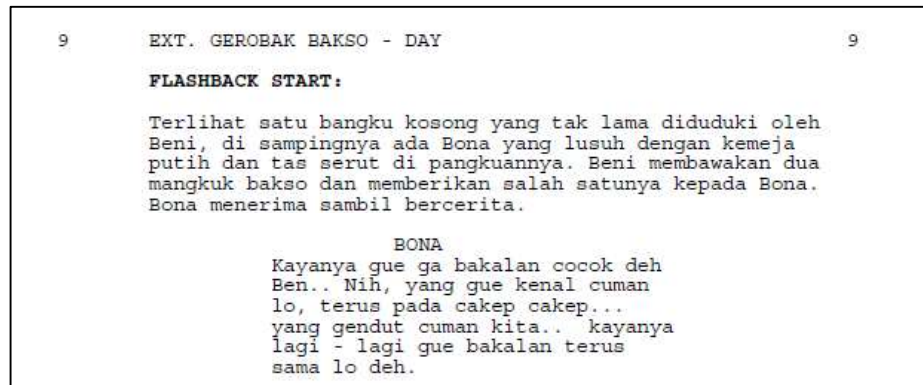 9 EXT. GEROBAK BAKSO - DAY 9
FLASHBACK START:
Terlihat satu bangku kosong yang tak lama diduduki oleh
Beni, di sampingnya ada Bona yang lusuh dengan kemeja
putih dan tas serut di pangkuannya. Beni membawakan dua
mangkuk bakso dan memberikan salah satunya kepada Bona.
Bona menerima sambil bercerita.
BONA
Kayanya gue ga bakalan cocok deh
Ben.. Nih, yang gue kenal cuman
lo, terus pada cakep cakep...
yang gendut cuman kita.. kayanya
lagi - lagi gue bakalan terus
sama lo deh.